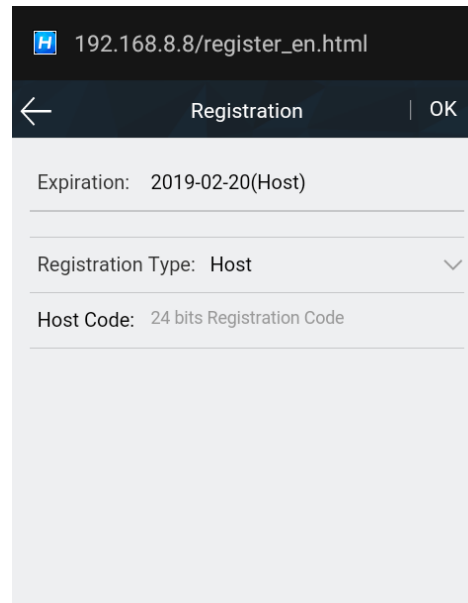 H 192.168.8.8/register_en.html
Registration | OK
Expiration: 2019-02-20(Host)
Registration Type: Host
Host Code: 24 bits Registration Code